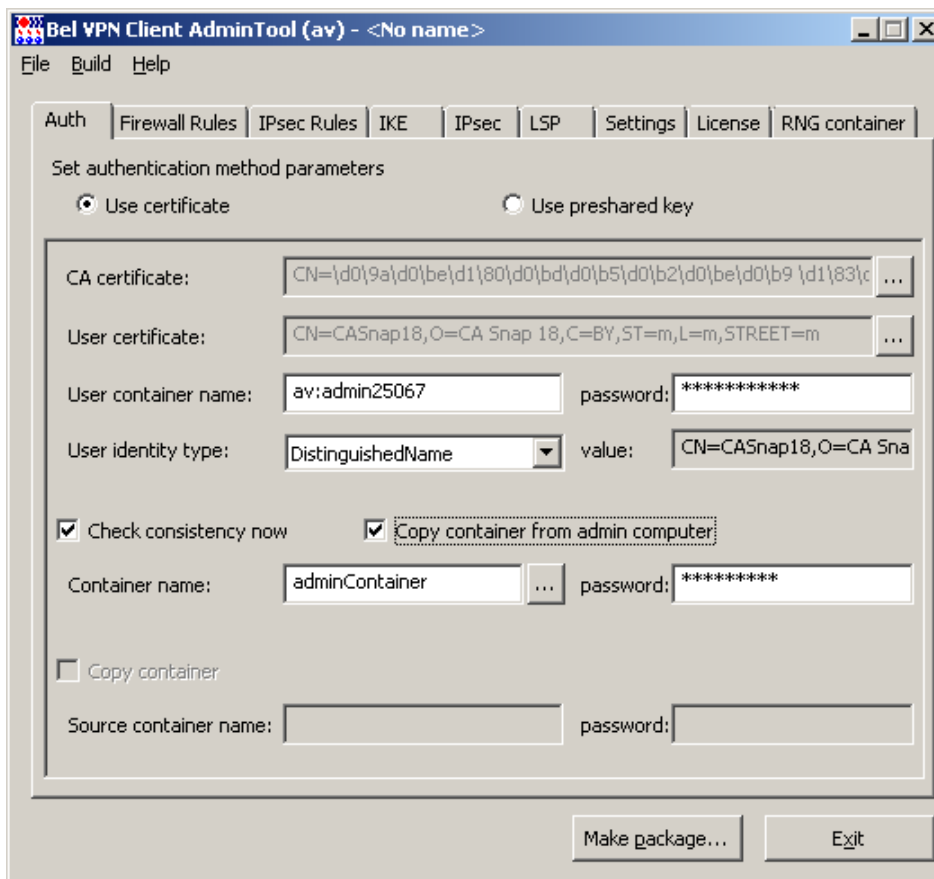 Bel VPN Client AdminTool (av) - <No name>
File Build Help
Auth Firewall Rules IPsec Rules IKE IPsec LSP Settings License RNG container
Set authentication method parameters
Use certificate Use preshared key
CA certificate: CN=\d0\9a\d0\be\d1\80\d0\bd\d0\b5\d0\b2\d0\be\d0\b9 \d1\83\ ...
User certificate: CN=CASnap18,O=CA Snap 18,C=BY,ST=m,L=m,STREET=m ...
User container name: av:admin25067 password: ***********
User identity type: DistinguishedName value: CN=CASnap18,O=CA Sna
Check consistency now Copy container from admin computer
Container name: adminContainer ... password: *********
Copy container
Source container name: password:
Make package... Exit